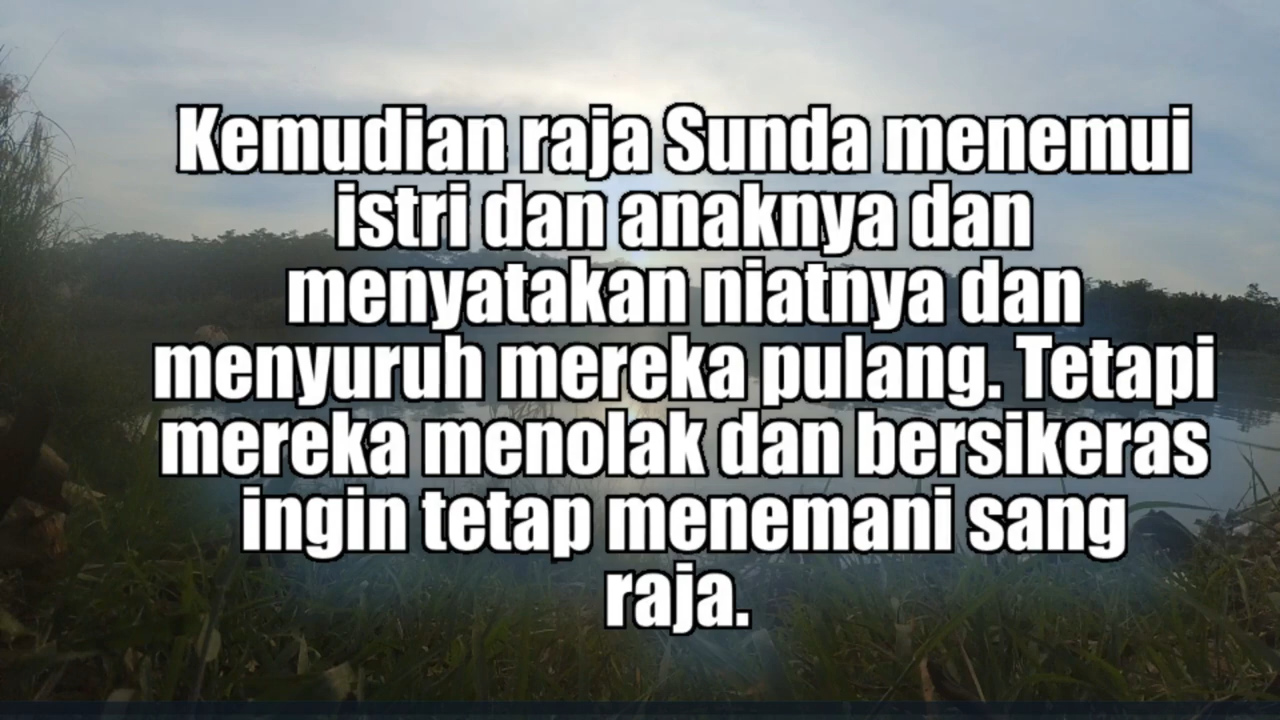 Kemudian raja Sunda menemui
istri dan anaknya dan
menyatakan niatnya dan
menyuruh mereka pulang. Tetapi
mereka menolak dan bersikeras
ingin tetap menemani sang
raja.